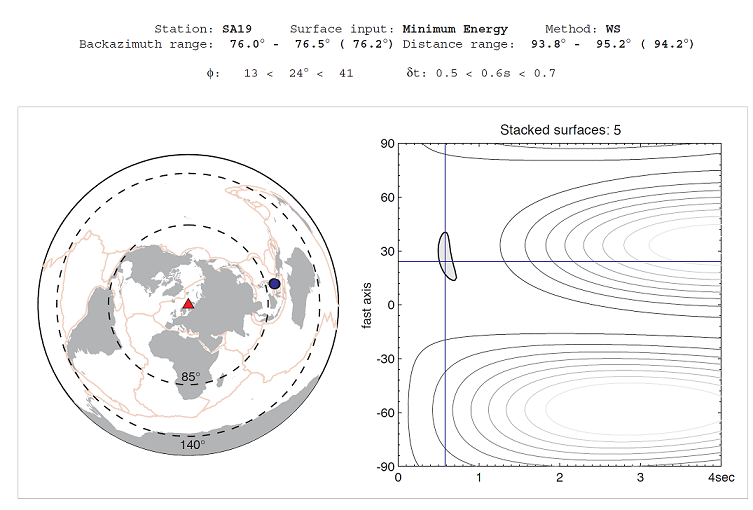 Station: SA19 Surface input: Minimum Energy Method: WS
Backazimuth range: 76.0° - 76.5° ( 76.2°) Distance range: 93.8° - 95.2° ( 94.2°)
ϕ: 13 < 24° < 41 δt: 0.5 < 0.6s < 0.7
Stacked surfaces: 5
85°
140°
fast axis
90
60
30
0
-30
-60
-90
0 1 2 3 4sec